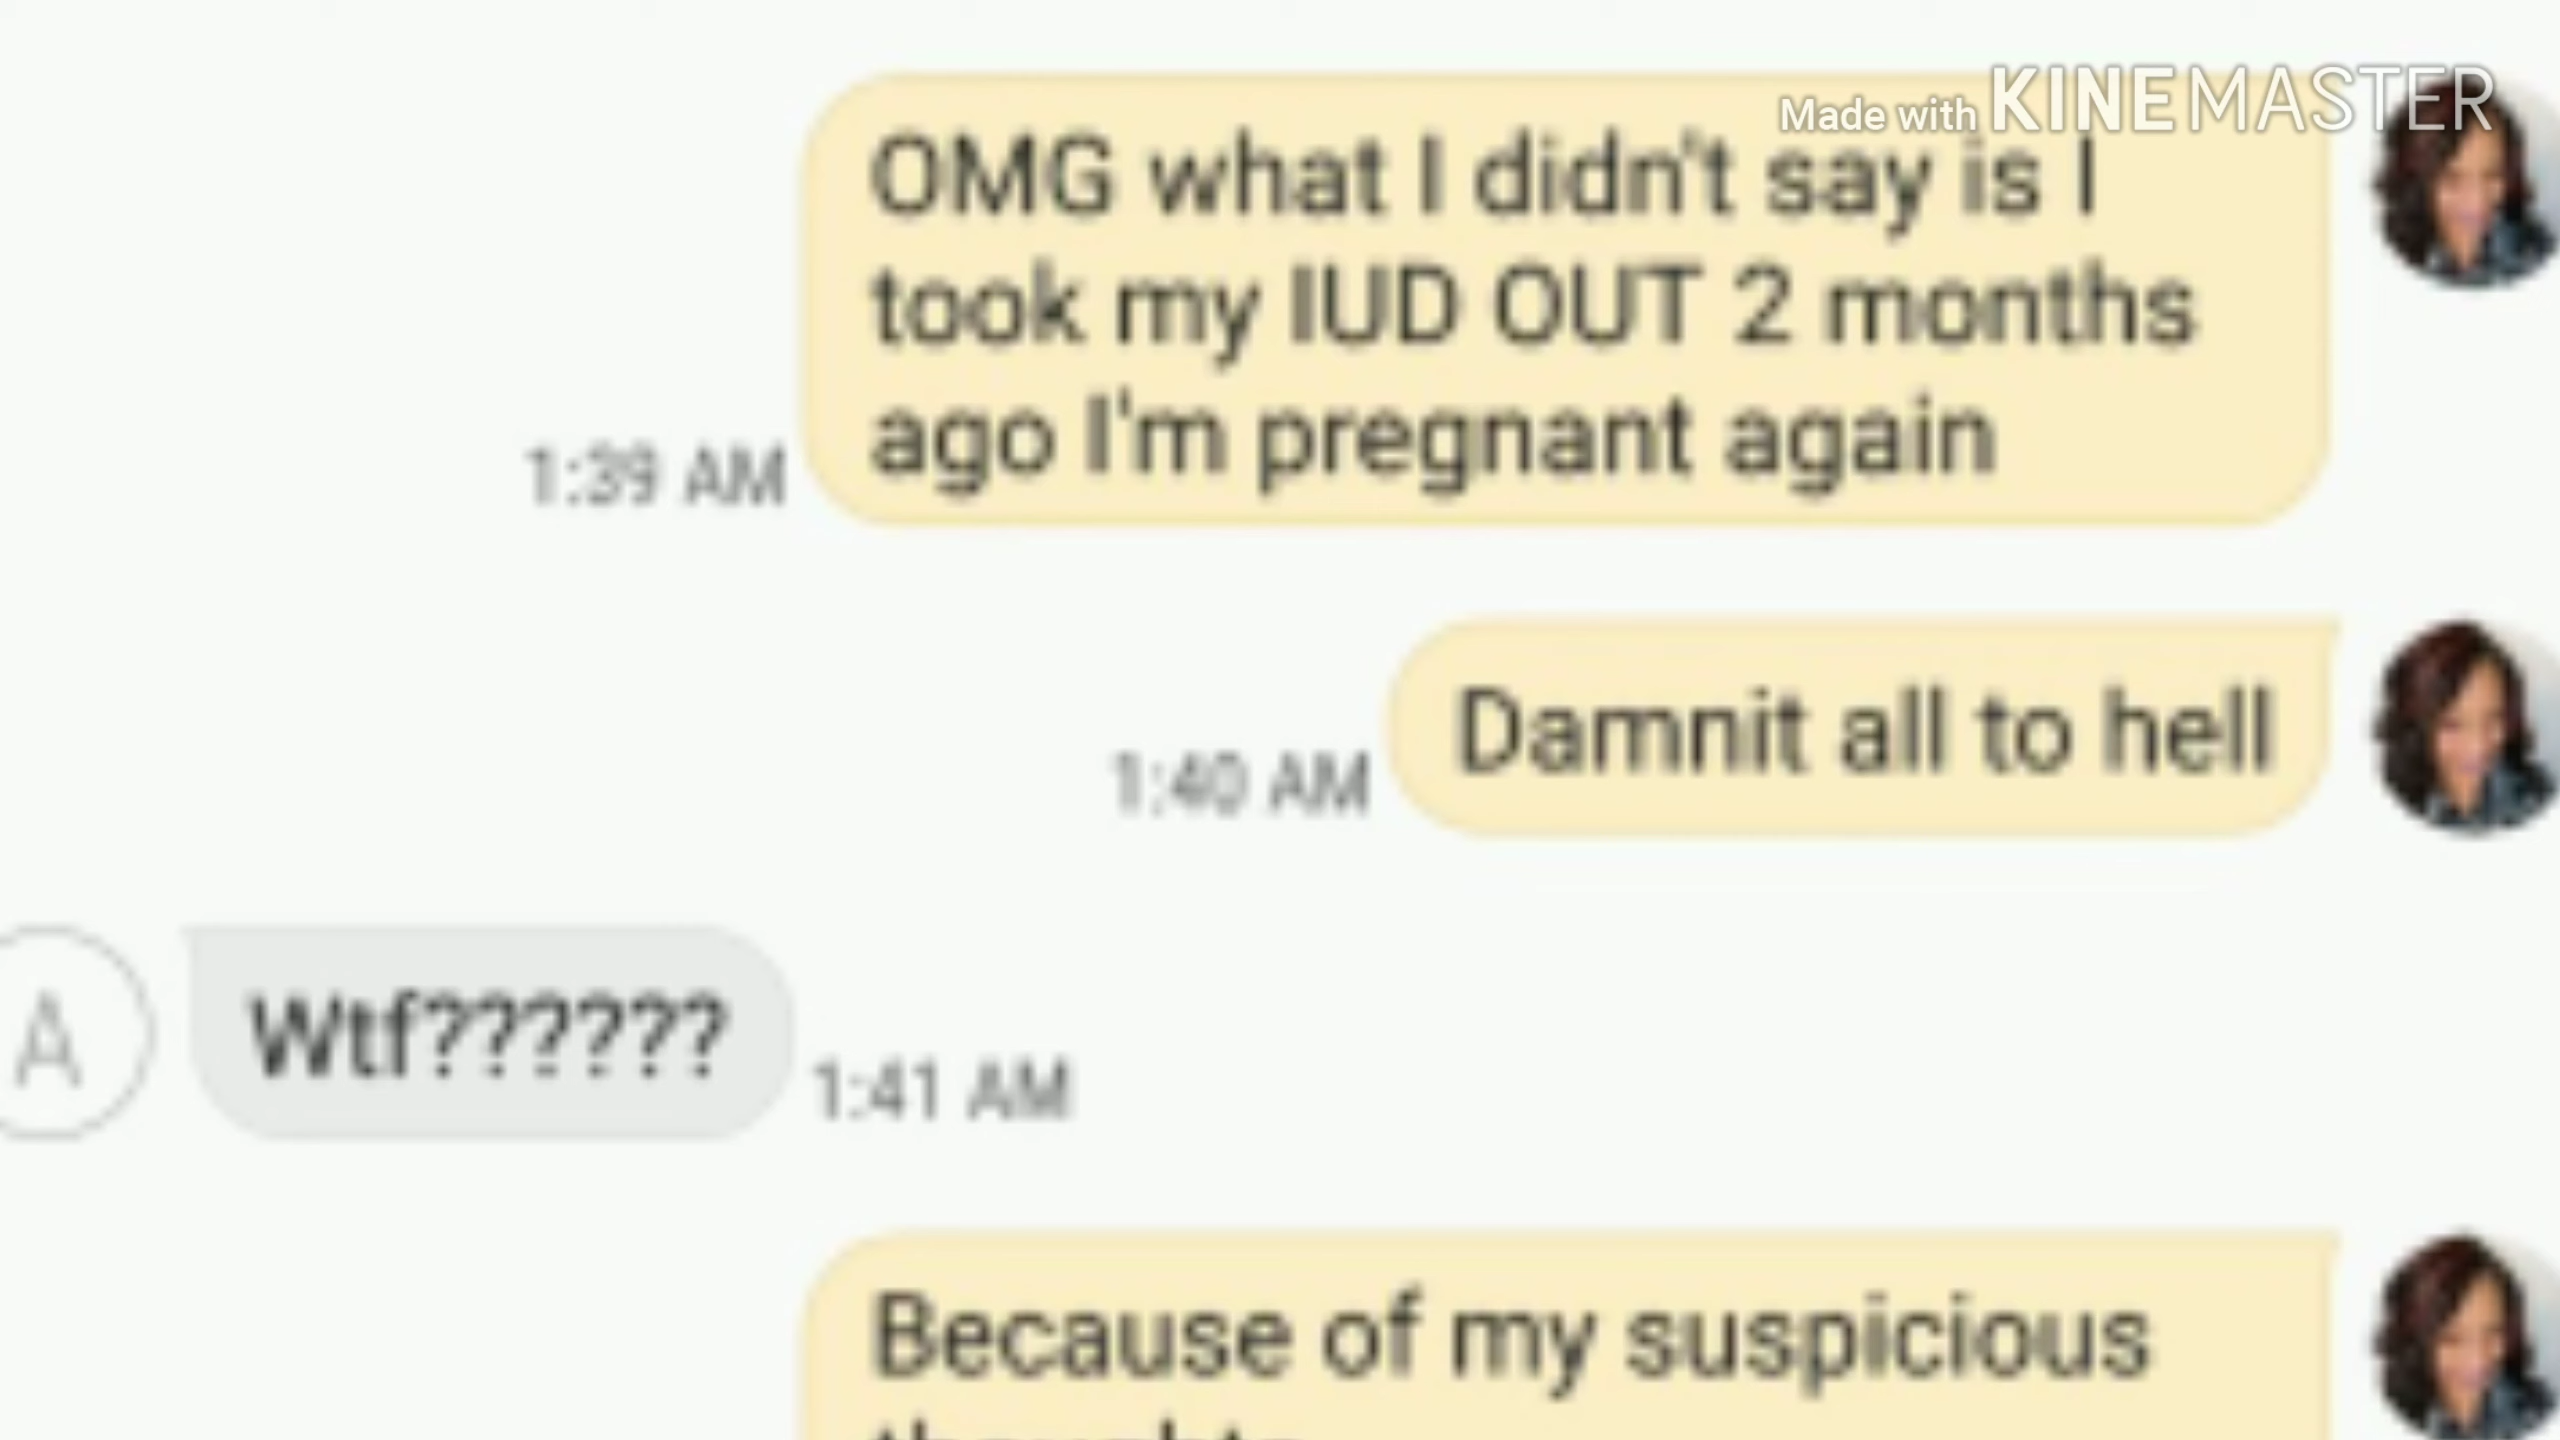 Made with KINEMASTER
OMG what I didn't say is I
took my IUD OUT 2 months
ago I'm pregnant again
1:39 AM
Damnit all to hell
1:40 AM
A
Wtf??????
1:41 AM
Because of my suspicious